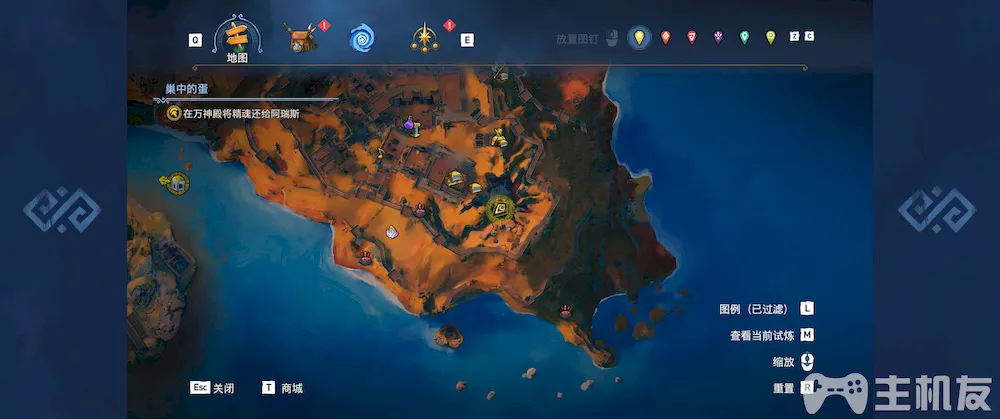 Q
地图
E
放置图钉
Z C
巢中的蛋
在万神殿将精魂还给阿瑞斯
图例（已过滤） L
查看当前试炼 M
缩放
重置 R
Esc 关闭 T 商城
主机友